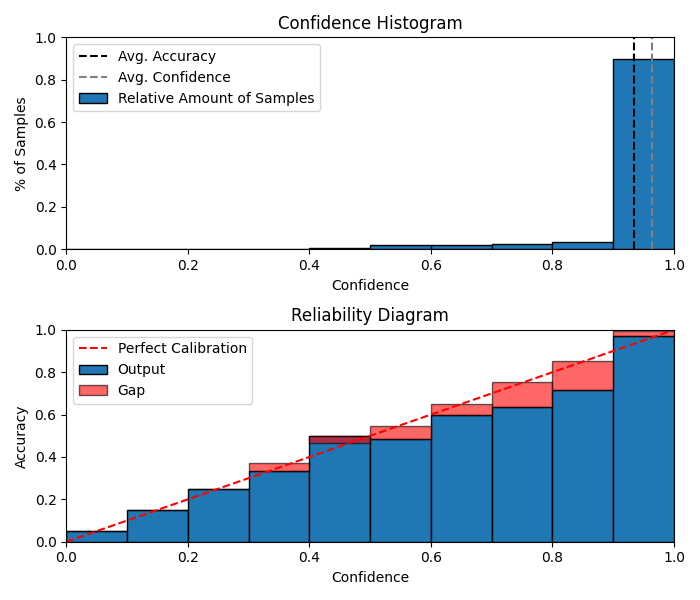 Confidence Histogram
1.0
0.8
0.6
0.4
0.2
0.0
% of Samples
Avg. Accuracy
Avg. Confidence
Relative Amount of Samples
0.0 0.2 0.4 0.6 0.8 1.0
Confidence
Reliability Diagram
1.0
0.8
0.6
0.4
0.2
0.0
Accuracy
Perfect Calibration
Output
Gap
0.0 0.2 0.4 0.6 0.8 1.0
Confidence